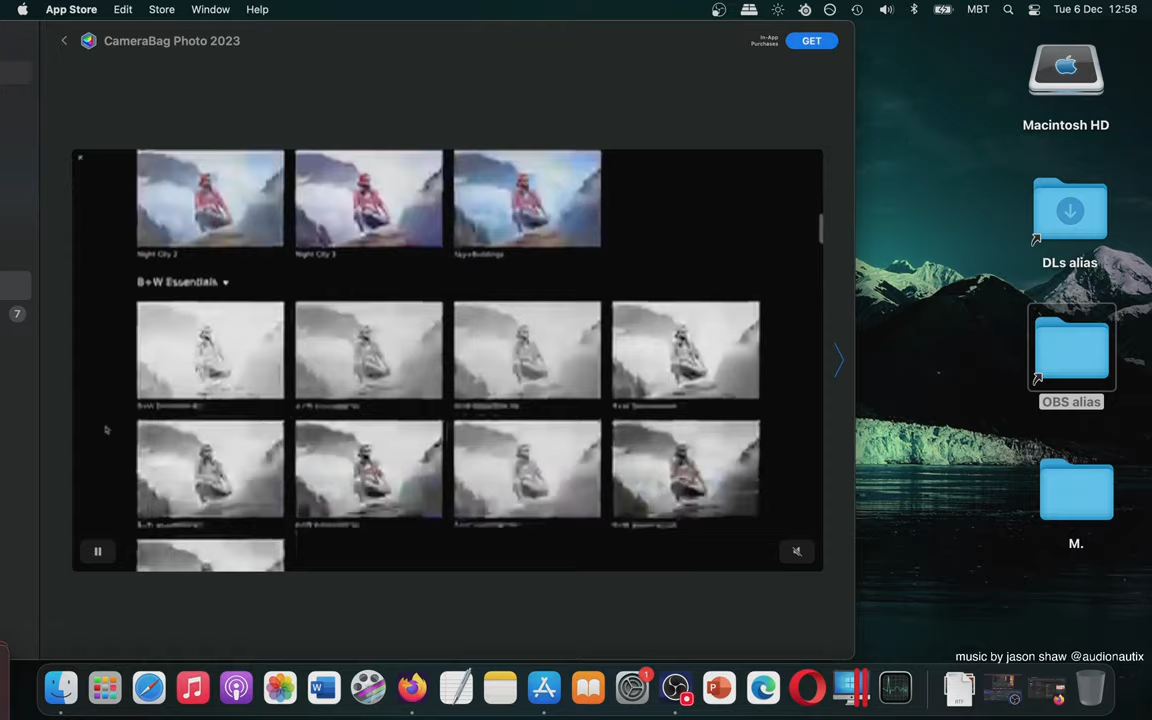 App Store Edit Store Window Help MBT Tue 6 Dec 12:58
CameraBag Photo 2023
In-App
Purchases
GET
Macintosh HD
Night City 2
Night City 3
DLs alias
B+W Essentials
7
OBS alias
M.
music by jason shaw @audionautix
1
W
P
RTF